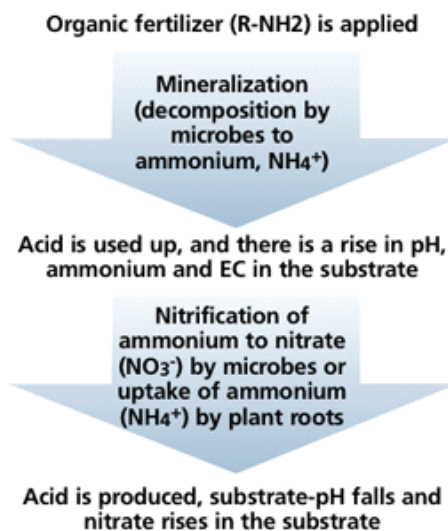 Organic fertilizer (R-NH2) is applied
Mineralization
(decomposition by
microbes to
ammonium, NH4+)
Acid is used up, and there is a rise in pH,
ammonium and EC in the substrate
Nitrification of
ammonium to nitrate
(NO3-) by microbes or
uptake of ammonium
(NH4+) by plant roots
Acid is produced, substrate-pH falls and
nitrate rises in the substrate